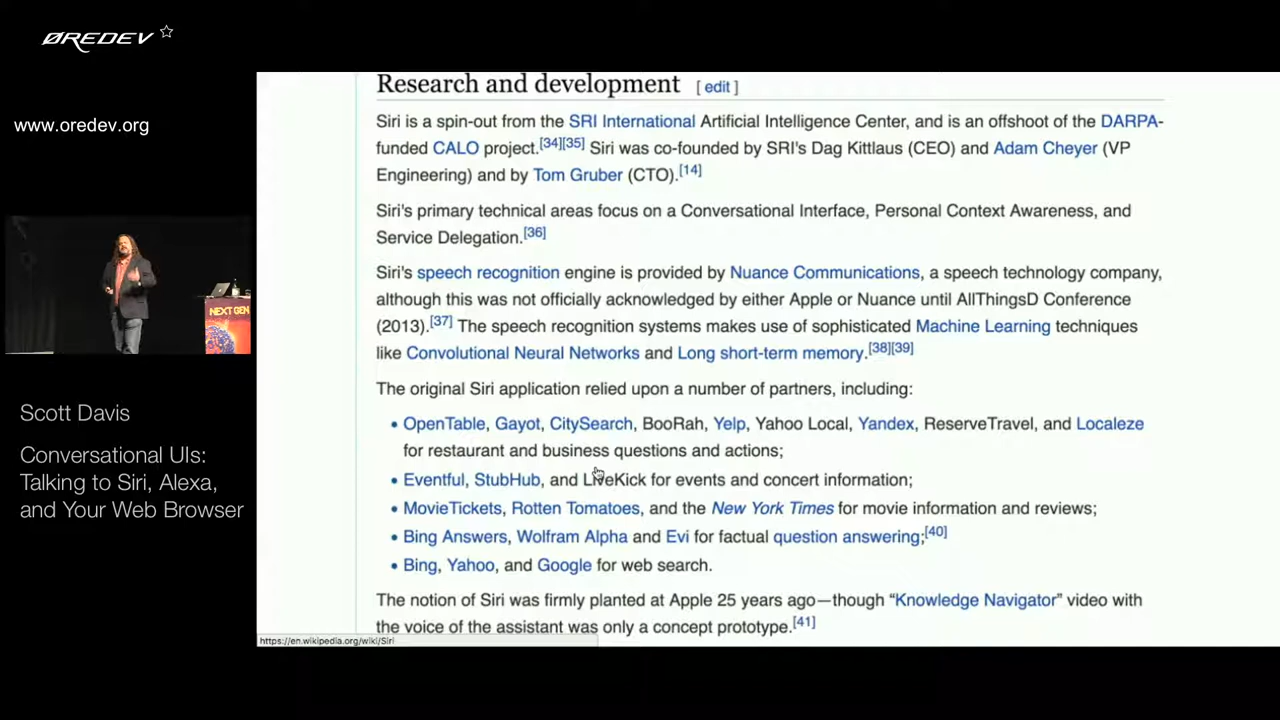 ØREDEV
www.oredev.org
NEXT GEN
Scott Davis
Conversational UIs:
Talking to Siri, Alexa,
and Your Web Browser
Research and development [ edit ]
Siri is a spin-out from the SRI International Artificial Intelligence Center, and is an offshoot of the DARPA-
funded CALO project.[34][35] Siri was co-founded by SRI's Dag Kittlaus (CEO) and Adam Cheyer (VP
Engineering) and by Tom Gruber (CTO).[14]
Siri's primary technical areas focus on a Conversational Interface, Personal Context Awareness, and
Service Delegation.[36]
Siri's speech recognition engine is provided by Nuance Communications, a speech technology company,
although this was not officially acknowledged by either Apple or Nuance until AllThingsD Conference
(2013).[37] The speech recognition systems makes use of sophisticated Machine Learning techniques
like Convolutional Neural Networks and Long short-term memory.[38][39]
The original Siri application relied upon a number of partners, including:
• OpenTable, Gayot, CitySearch, BooRah, Yelp, Yahoo Local, Yandex, ReserveTravel, and Localeze
for restaurant and business questions and actions;
• Eventful, StubHub, and LiveKick for events and concert information;
• MovieTickets, Rotten Tomatoes, and the New York Times for movie information and reviews;
• Bing Answers, Wolfram Alpha and Evi for factual question answering;[40]
• Bing, Yahoo, and Google for web search.
The notion of Siri was firmly planted at Apple 25 years ago—though “Knowledge Navigator” video with
the voice of the assistant was only a concept prototype.[41]
https://en.wikipedia.org/wiki/Siri